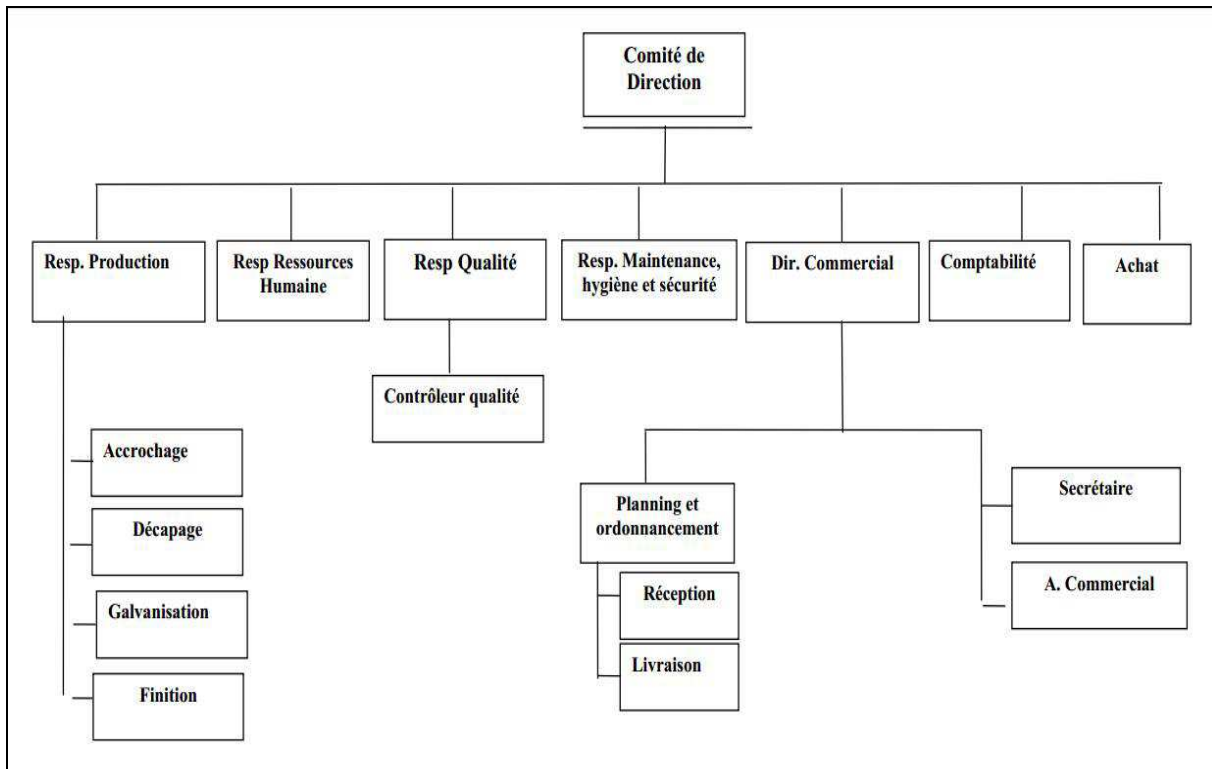 Comité de
Direction
Resp. Production
Resp Ressources
Humaine
Resp Qualité
Resp. Maintenance,
hygiène et sécurité
Dir. Commercial
Comptabilité
Achat
Contrôleur qualité
Accrochage
Décapage
Galvanisation
Finition
Planning et
ordonnancement
Réception
Livraison
Secrétaire
A. Commercial